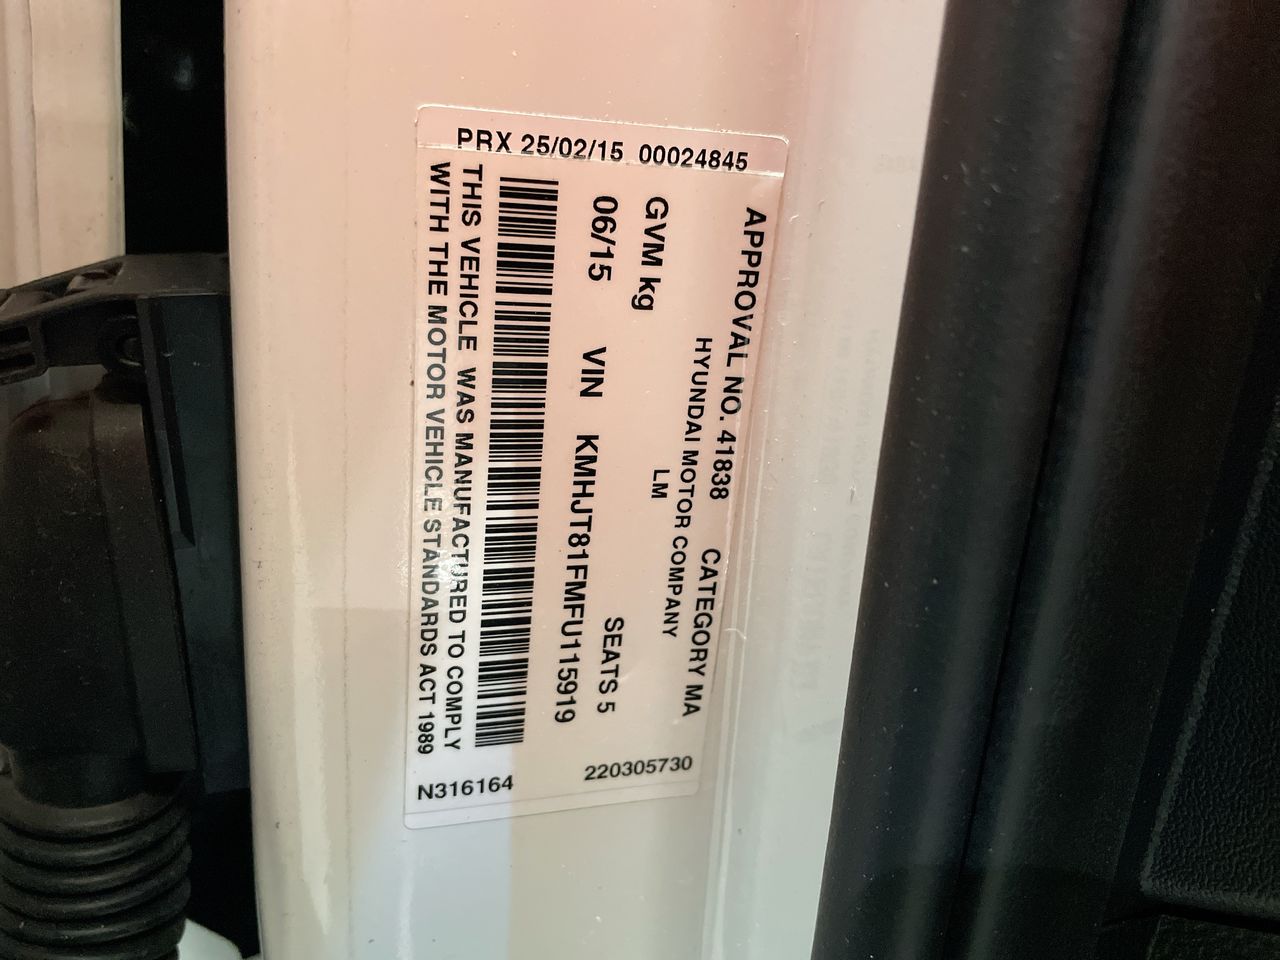 PRX 25/02/15 00024845
APPROVAL NO. 41838 CATEGORY MA
HYUNDAI MOTOR COMPANY
LM
GVM kg SEATS 5
06/15 VIN KMHJT81FMFU115919
THIS VEHICLE WAS MANUFACTURED TO COMPLY
WITH THE MOTOR VEHICLE STANDARDS ACT 1989
N316164 220305730